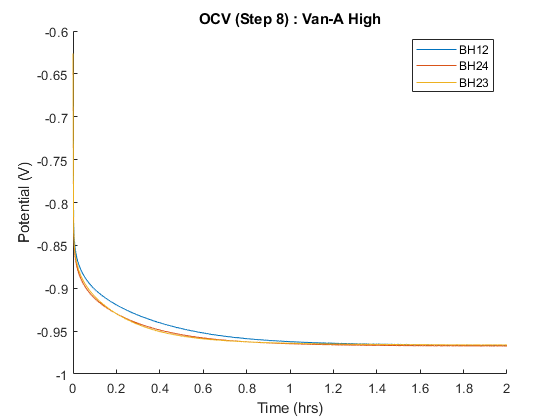 OCV (Step 8) : Van-A High
-0.6
-0.65
-0.7
-0.75
-0.8
-0.85
-0.9
-0.95
-1
Potential (V)
BH12
BH24
BH23
0 0.2 0.4 0.6 0.8 1 1.2 1.4 1.6 1.8 2
Time (hrs)